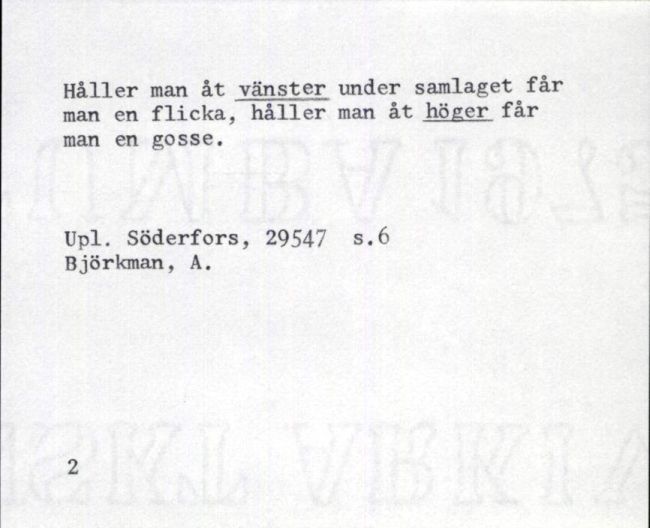 Håller man åt vänster under samlaget får
man en flicka, håller man åt höger får
man en gosse.
Upl. Söderfors, 29547 s.6
Björkman, A.
2